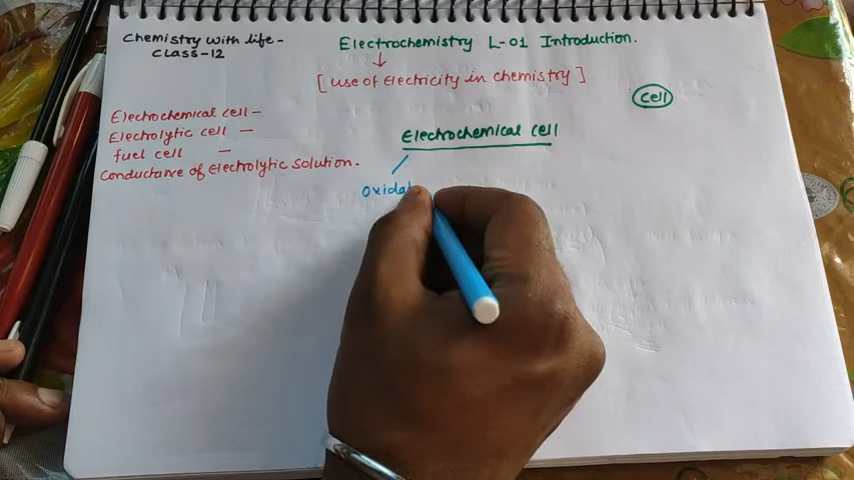 Chemistry with life -
Class-12
Electrochemistry L-01 Introduction.
[ use of Electricity in chemistry ]
cell
Electrochemical cell -
Electrolytic cell -
fuel cell -
Conductance of Electrolytic Solution.
Electrochemical cell
Oxidat